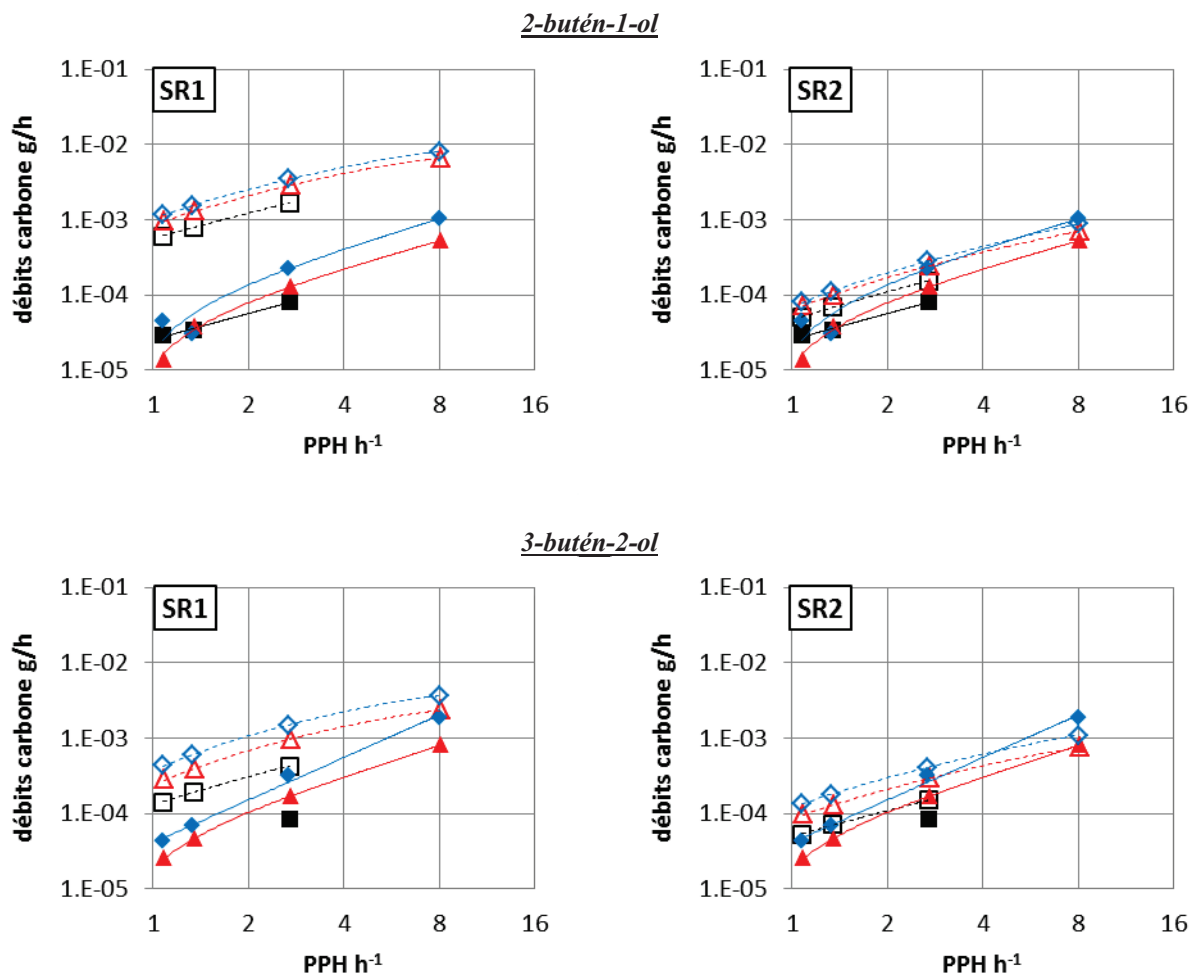 2-butén-1-ol
SR1
débits carbone g/h
1.E-01
1.E-02
1.E-03
1.E-04
1.E-05
1 2 4 8 16
PPH h-1
SR2
débits carbone g/h
1.E-01
1.E-02
1.E-03
1.E-04
1.E-05
1 2 4 8 16
PPH h-1
3-butén-2-ol
SR1
débits carbone g/h
1.E-01
1.E-02
1.E-03
1.E-04
1.E-05
1 2 4 8 16
PPH h-1
SR2
débits carbone g/h
1.E-01
1.E-02
1.E-03
1.E-04
1.E-05
1 2 4 8 16
PPH h-1